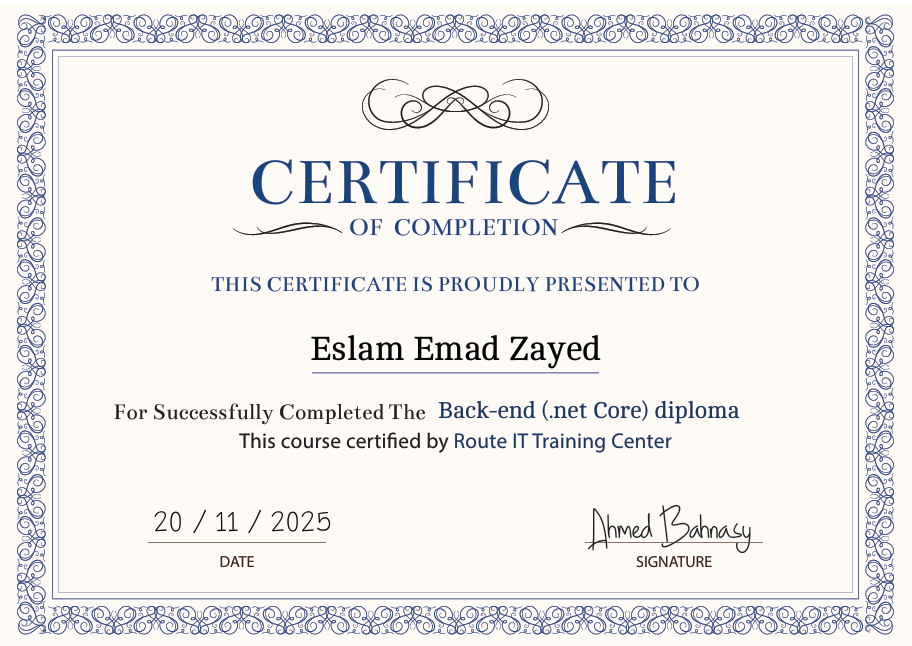 CERTIFICATE
OF COMPLETION
THIS CERTIFICATE IS PROUDLY PRESENTED TO
Eslam Emad Zayed
For Successfully Completed The Back-end (.net Core) diploma
This course certified by Route IT Training Center
20 / 11 / 2025
Ahmed Bahnasy
DATE
SIGNATURE